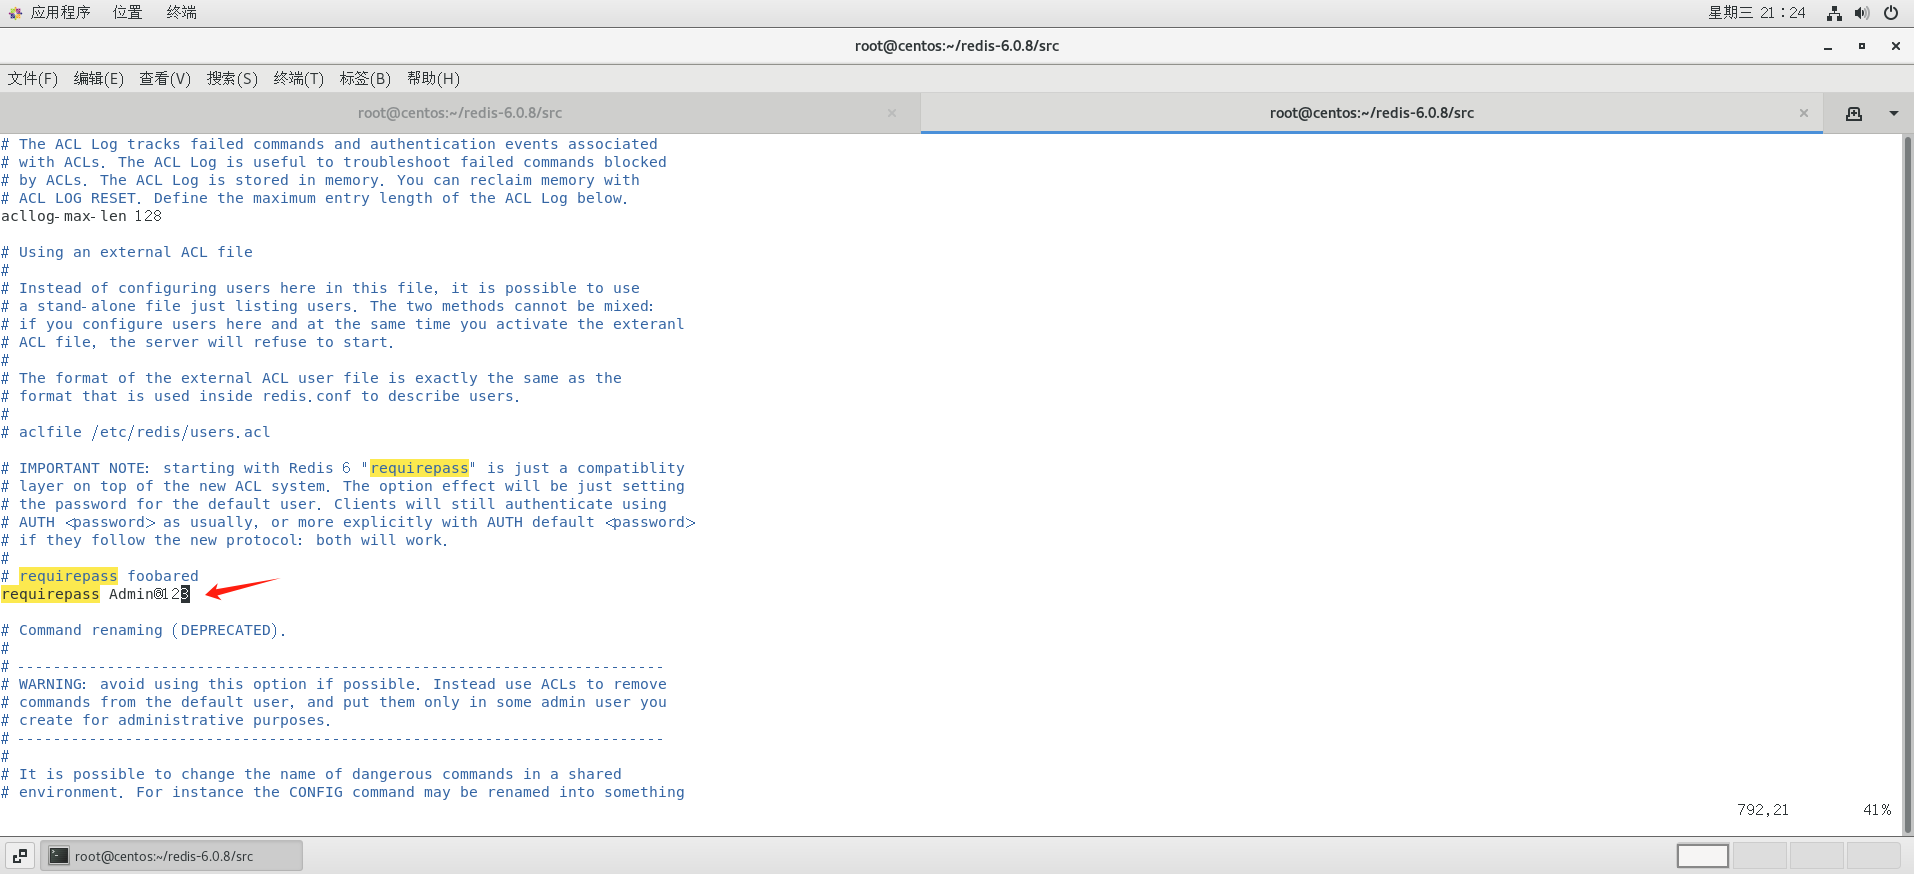 应用程序 位置 终端 星期三 21：24
root@centos:~/redis-6.0.8/src
文件(F) 编辑(E) 查看(V) 搜索(S) 终端(T) 标签(B) 帮助(H)
root@centos:~/redis-6.0.8/src × root@centos:~/redis-6.0.8/src ×
# The ACL Log tracks failed commands and authentication events associated
# with ACLs. The ACL Log is useful to troubleshoot failed commands blocked
# by ACLs. The ACL Log is stored in memory. You can reclaim memory with
# ACL LOG RESET. Define the maximum entry length of the ACL Log below.
acllog-max-len 128
# Using an external ACL file
#
# Instead of configuring users here in this file, it is possible to use
# a stand-alone file just listing users. The two methods cannot be mixed:
# if you configure users here and at the same time you activate the exteranl
# ACL file, the server will refuse to start.
#
# The format of the external ACL user file is exactly the same as the
# format that is used inside redis.conf to describe users.
#
# aclfile /etc/redis/users.acl
# IMPORTANT NOTE: starting with Redis 6 "requirepass" is just a compatiblity
# layer on top of the new ACL system. The option effect will be just setting
# the password for the default user. Clients will still authenticate using
# AUTH <password> as usually, or more explicitly with AUTH default <password>
# if they follow the new protocol: both will work.
#
# requirepass foobared
requirepass Admin@123
# Command renaming (DEPRECATED).
#
# ------------------------------------------------------------------------
# WARNING: avoid using this option if possible. Instead use ACLs to remove
# commands from the default user, and put them only in some admin user you
# create for administrative purposes.
# ------------------------------------------------------------------------
#
# It is possible to change the name of dangerous commands in a shared
# environment. For instance the CONFIG command may be renamed into something
792,21 41%
root@centos:~/redis-6.0.8/src